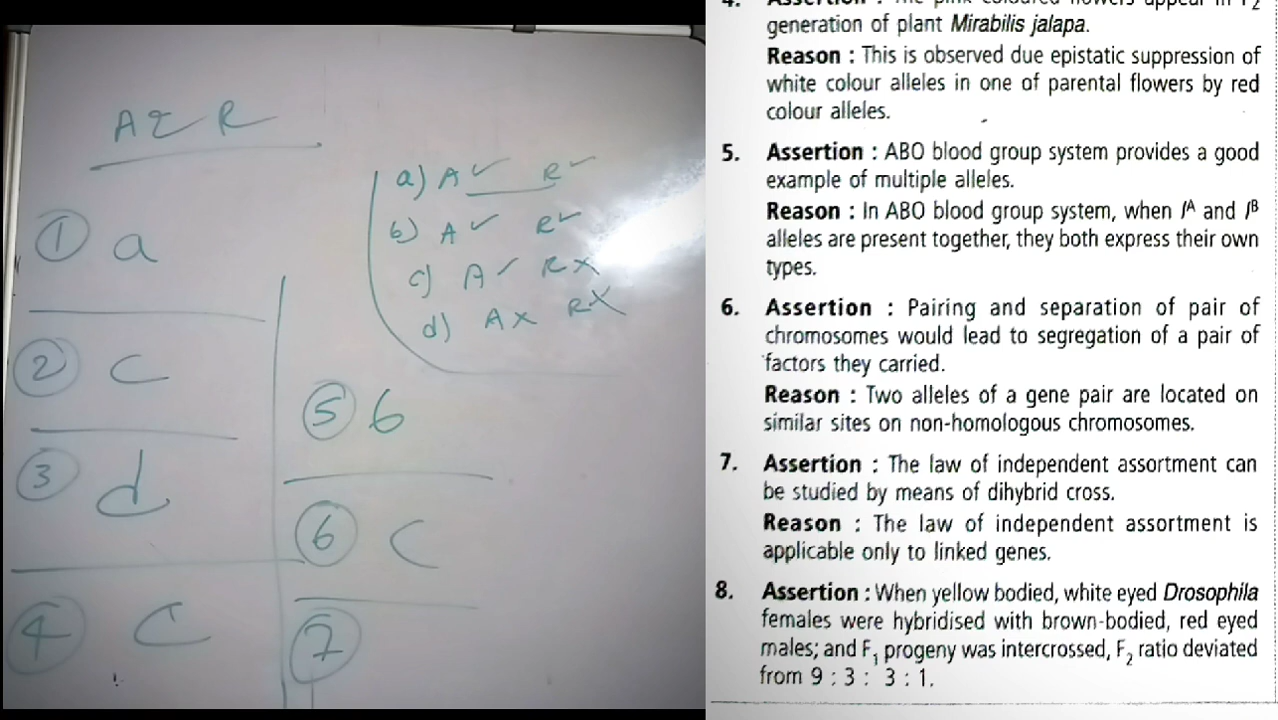 A & R
a) A ✓ R ✓
b) A ✓ R ✓
c) A ✓ R ×
d) A × R ×
① a
② c
③ d
④ c
⑤ b
⑥ c
⑦
generation of plant Mirabilis jalapa.
Reason : This is observed due epistatic suppression of
white colour alleles in one of parental flowers by red
colour alleles.
5. Assertion : ABO blood group system provides a good
example of multiple alleles.
Reason : In ABO blood group system, when Iᴬ and Iᴮ
alleles are present together, they both express their own
types.
6. Assertion : Pairing and separation of pair of
chromosomes would lead to segregation of a pair of
factors they carried.
Reason : Two alleles of a gene pair are located on
similar sites on non-homologous chromosomes.
7. Assertion : The law of independent assortment can
be studied by means of dihybrid cross.
Reason : The law of independent assortment is
applicable only to linked genes.
8. Assertion : When yellow bodied, white eyed Drosophila
females were hybridised with brown-bodied, red eyed
males; and F₁ progeny was intercrossed, F₂ ratio deviated
from 9 : 3 : 3 : 1.